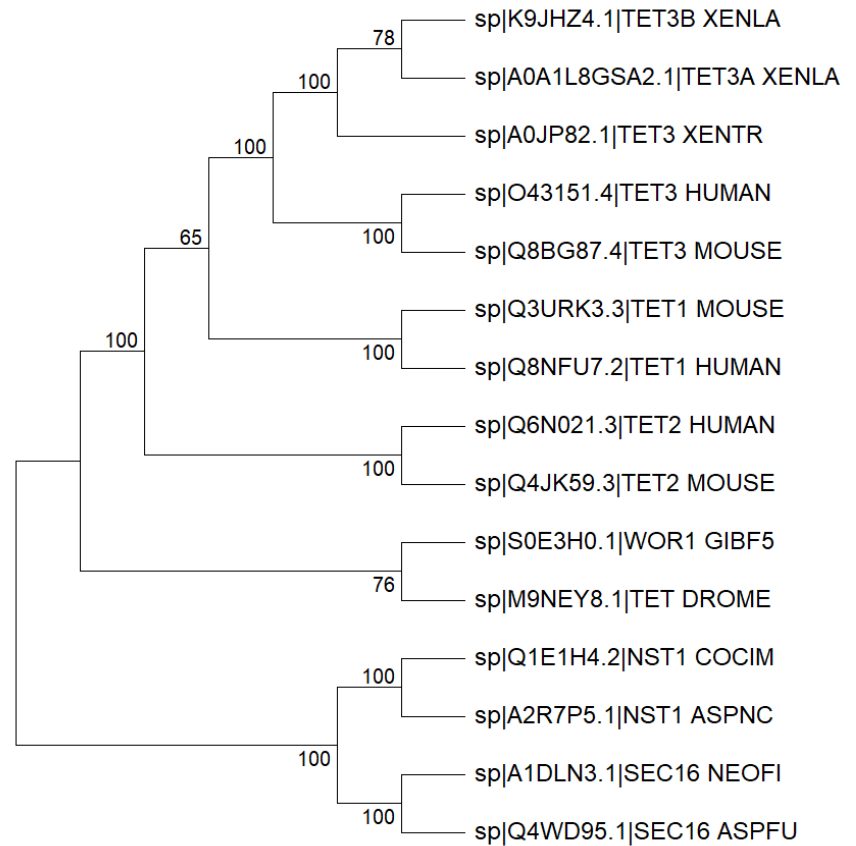 sp|K9JHZ4.1|TET3B XENLA
78
sp|A0A1L8GSA2.1|TET3A XENLA
100
sp|A0JP82.1|TET3 XENTR
100
sp|O43151.4|TET3 HUMAN
100
65
sp|Q8BG87.4|TET3 MOUSE
sp|Q3URK3.3|TET1 MOUSE
100
100
sp|Q8NFU7.2|TET1 HUMAN
sp|Q6N021.3|TET2 HUMAN
100
sp|Q4JK59.3|TET2 MOUSE
sp|S0E3H0.1|WOR1 GIBF5
76
sp|M9NEY8.1|TET DROME
sp|Q1E1H4.2|NST1 COCIM
100
sp|A2R7P5.1|NST1 ASPNC
100
sp|A1DLN3.1|SEC16 NEOFI
100
sp|Q4WD95.1|SEC16 ASPFU